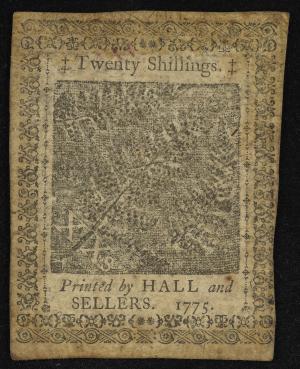 ‡ Twenty Shillings. ‡
Printed by HALL and
SELLERS. 1775.